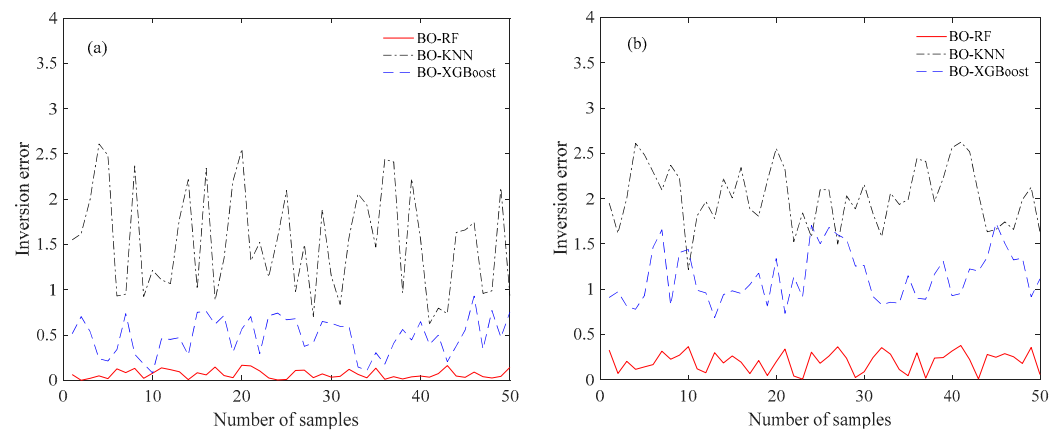 (a)
BO-RF
BO-KNN
BO-XGBoost
4
3.5
3
2.5
2
1.5
1
0.5
0
Inversion error
0 10 20 30 40 50
Number of samples
(b)
BO-RF
BO-KNN
BO-XGBoost
4
3.5
3
2.5
2
1.5
1
0.5
0
Inversion error
0 10 20 30 40 50
Number of samples